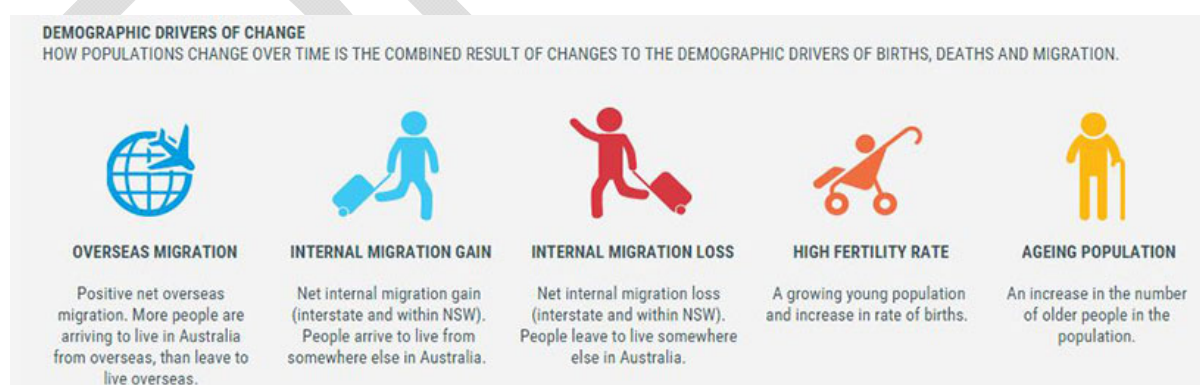 DEMOGRAPHIC DRIVERS OF CHANGE
HOW POPULATIONS CHANGE OVER TIME IS THE COMBINED RESULT OF CHANGES TO THE DEMOGRAPHIC DRIVERS OF BIRTHS, DEATHS AND MIGRATION.
OVERSEAS MIGRATION
Positive net overseas
migration. More people are
arriving to live in Australia
from overseas, than leave to
live overseas.
INTERNAL MIGRATION GAIN
Net internal migration gain
(interstate and within NSW).
People arrive to live from
somewhere else in Australia.
INTERNAL MIGRATION LOSS
Net internal migration loss
(interstate and within NSW).
People leave to live somewhere
else in Australia.
HIGH FERTILITY RATE
A growing young population
and increase in rate of births.
AGEING POPULATION
An increase in the number
of older people in the
population.